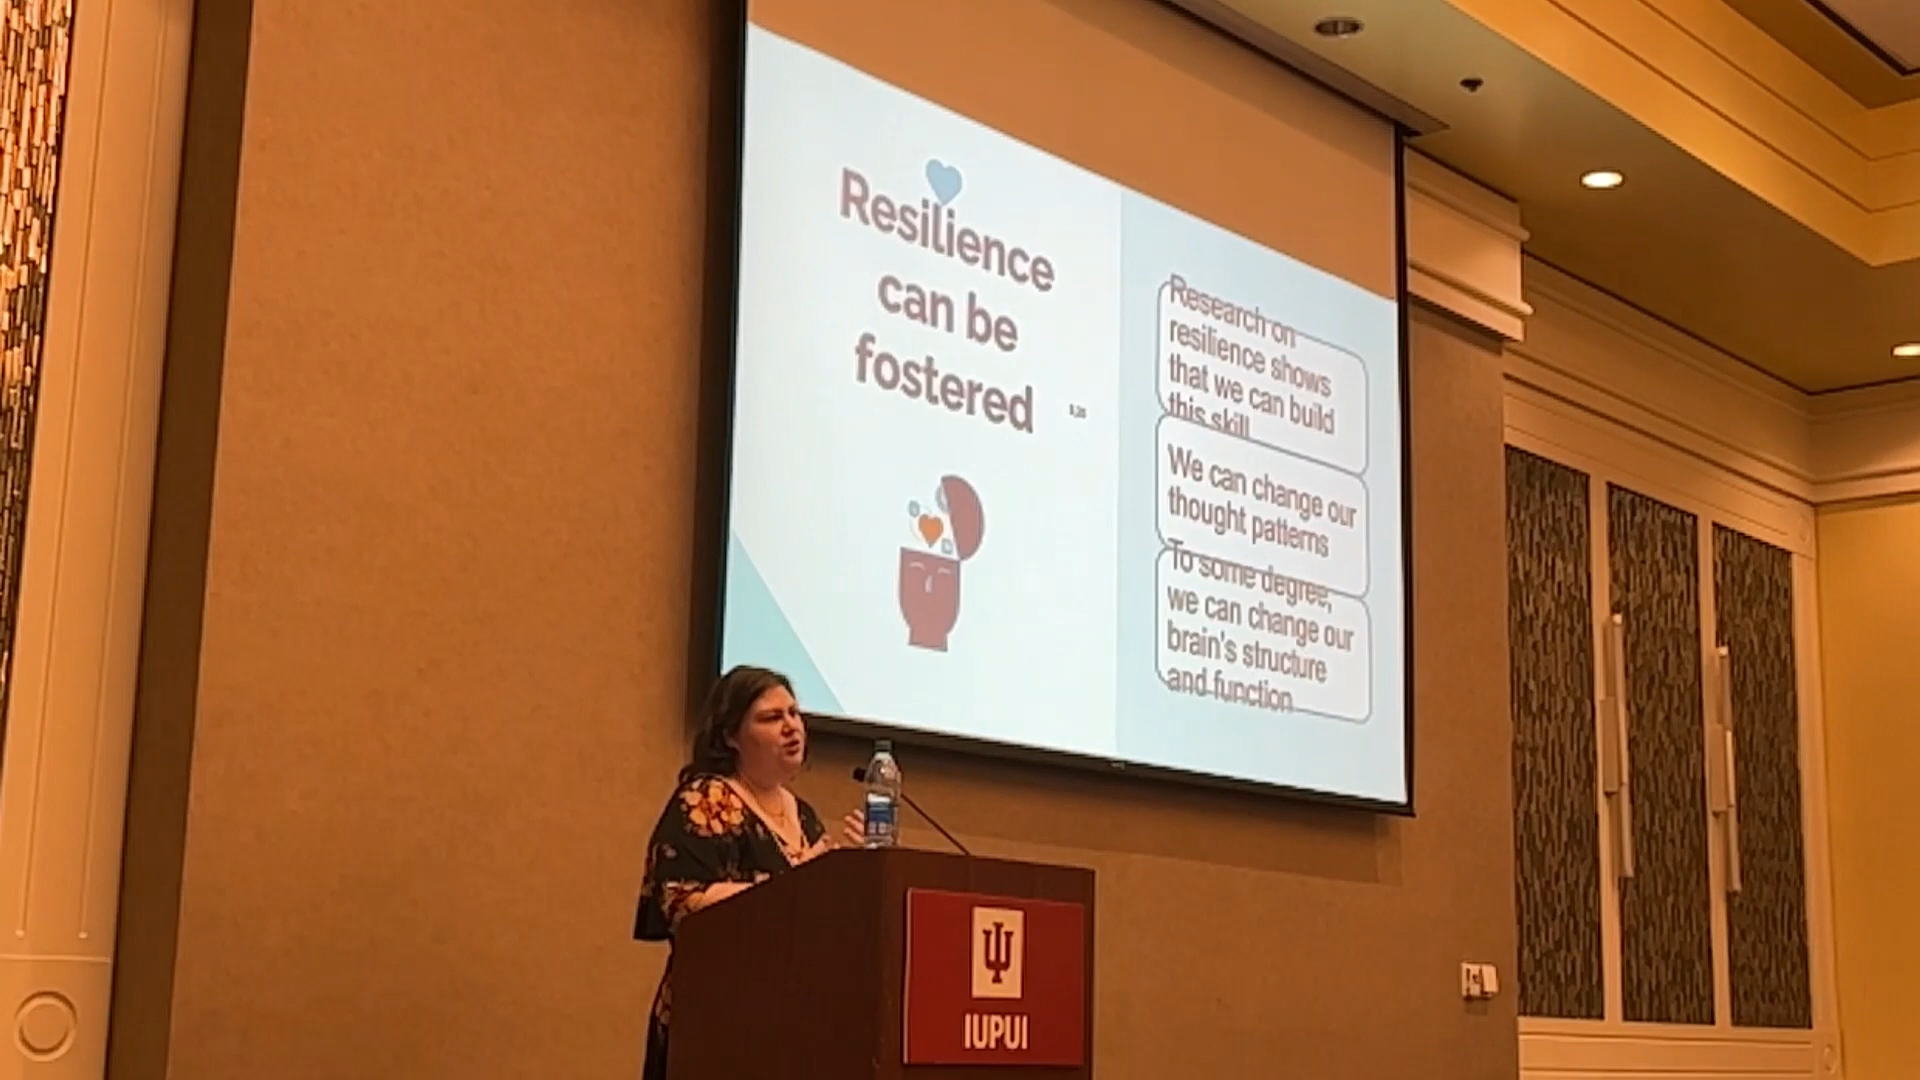 Resilience
can be
fostered
Research on
resilience shows
that we can build
this skill
We can change our
thought patterns
To some degree,
we can change our
brain's structure
and function
IUPUI